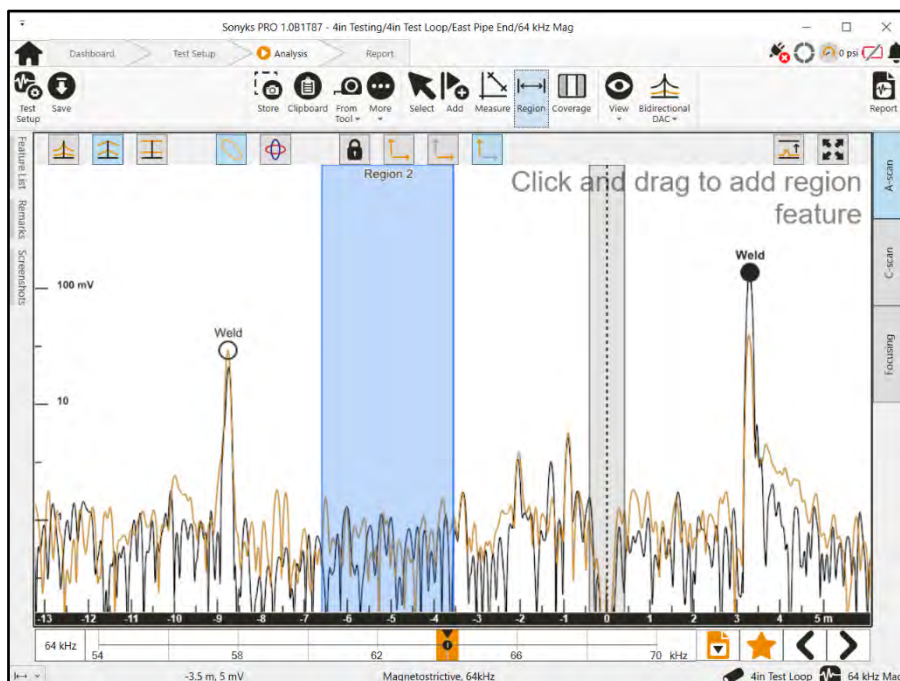 Sonyks PRO 1.0B1T87 - 4in Testing/4in Test Loop/East Pipe End/64 kHz Mag
Dashboard Test Setup Analysis Report
0 psi
Test Setup Save Store Clipboard From Tool More Select Add Measure Region Coverage View Bidirectional DAC Report
Feature List
Remarks
Screenshots
A-scan
C-scan
Focusing
Region 2
Click and drag to add region
feature
Weld
100 mV
Weld
10
-13 -12 -11 -10 -9 -8 -7 -6 -5 -4 -3 -2 -1 0 1 2 3 4 5 m
64 kHz 54 58 62 66 70 kHz
-3.5 m, 5 mV Magnetostrictive, 64kHz 4in Test Loop 64 kHz Mag